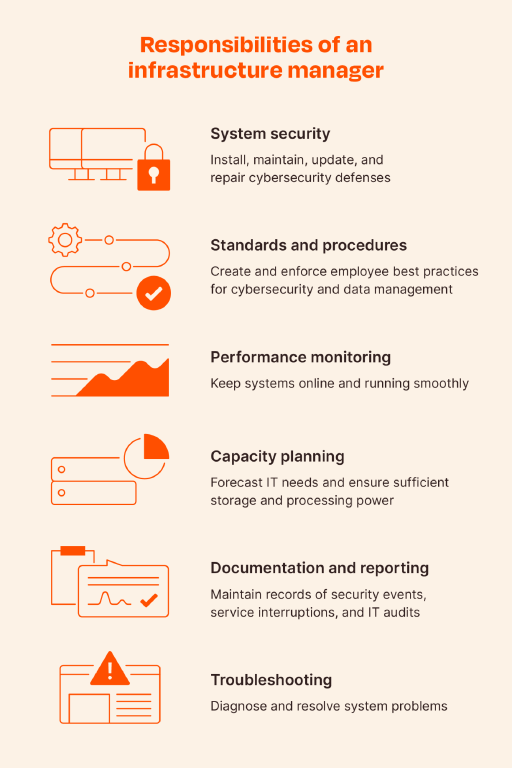 Responsibilities of an
infrastructure manager
System security
Install, maintain, update, and
repair cybersecurity defenses
Standards and procedures
Create and enforce employee best practices
for cybersecurity and data management
Performance monitoring
Keep systems online and running smoothly
Capacity planning
Forecast IT needs and ensure sufficient
storage and processing power
Documentation and reporting
Maintain records of security events,
service interruptions, and IT audits
Troubleshooting
Diagnose and resolve system problems